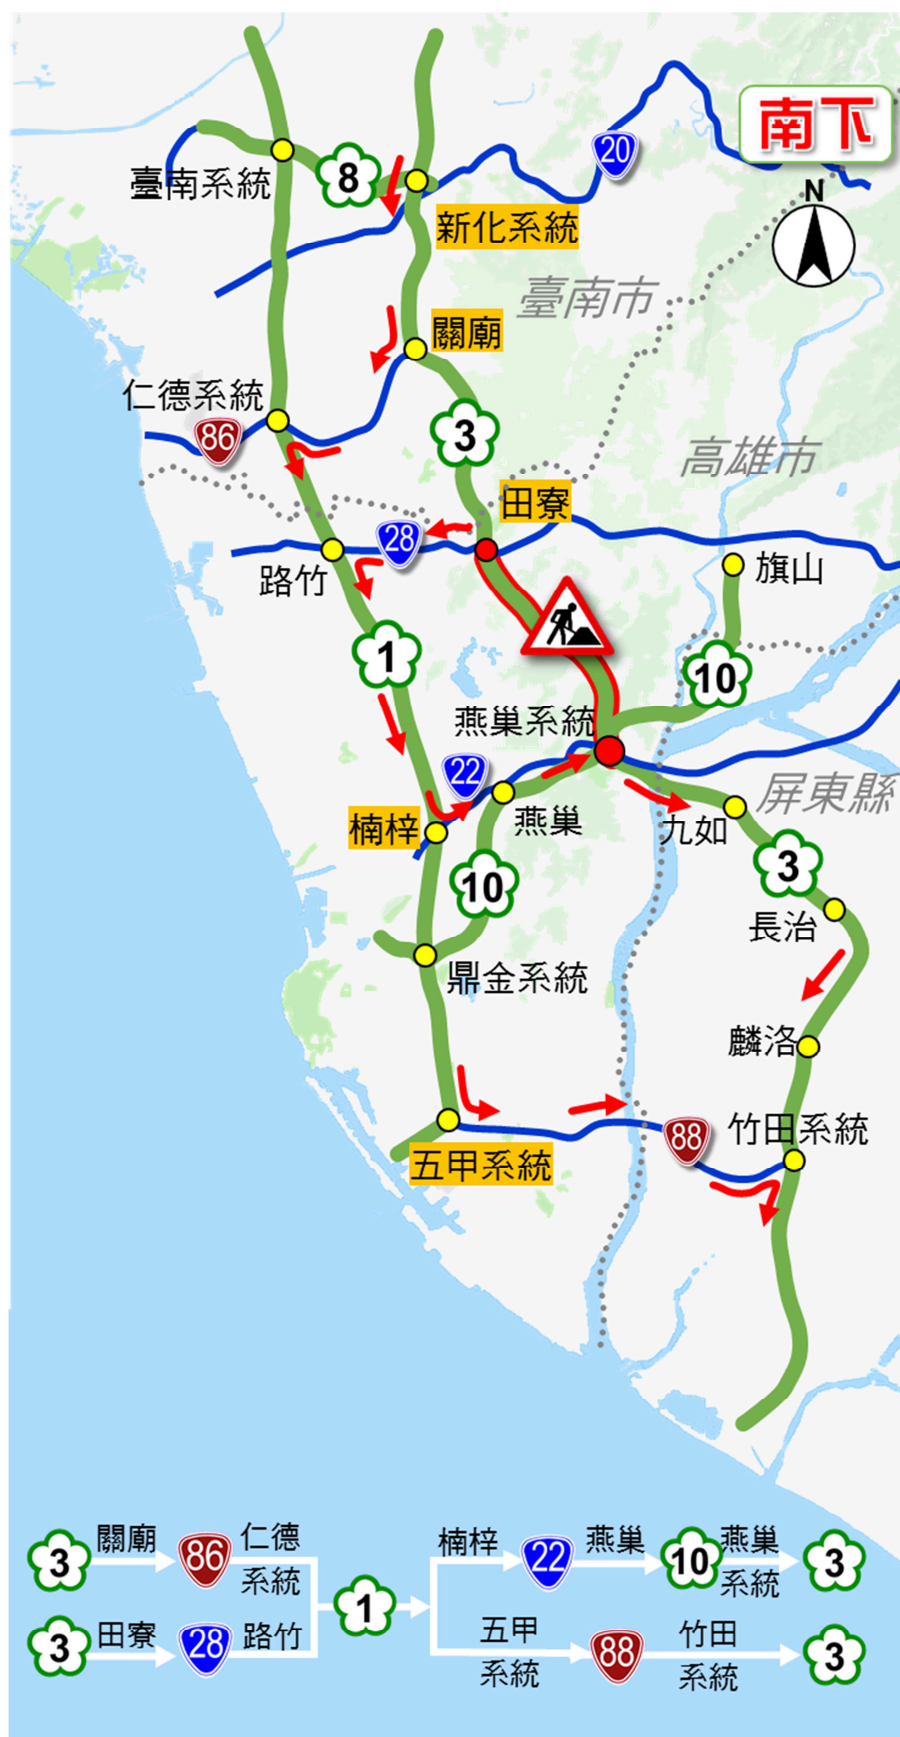 南下
N
20
8
臺南系統
新化系統
臺南市
關廟
仁德系統
86
3
高雄市
田寮
28
路竹
旗山
1
10
燕巢系統
22
屏東縣
楠梓
燕巢
九如
3
10
長治
鼎金系統
麟洛
竹田系統
88
五甲系統
3
關廟
86
仁德
系統
3
田寮
28
路竹
1
楠梓
22
燕巢
10
燕巢
系統
3
五甲
系統
88
竹田
系統
3